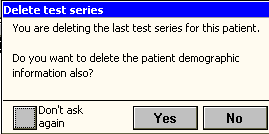 Delete test series
You are deleting the last test series for this patient.
Do you want to delete the patient demographic
information also?
Don't ask
again
Yes
No